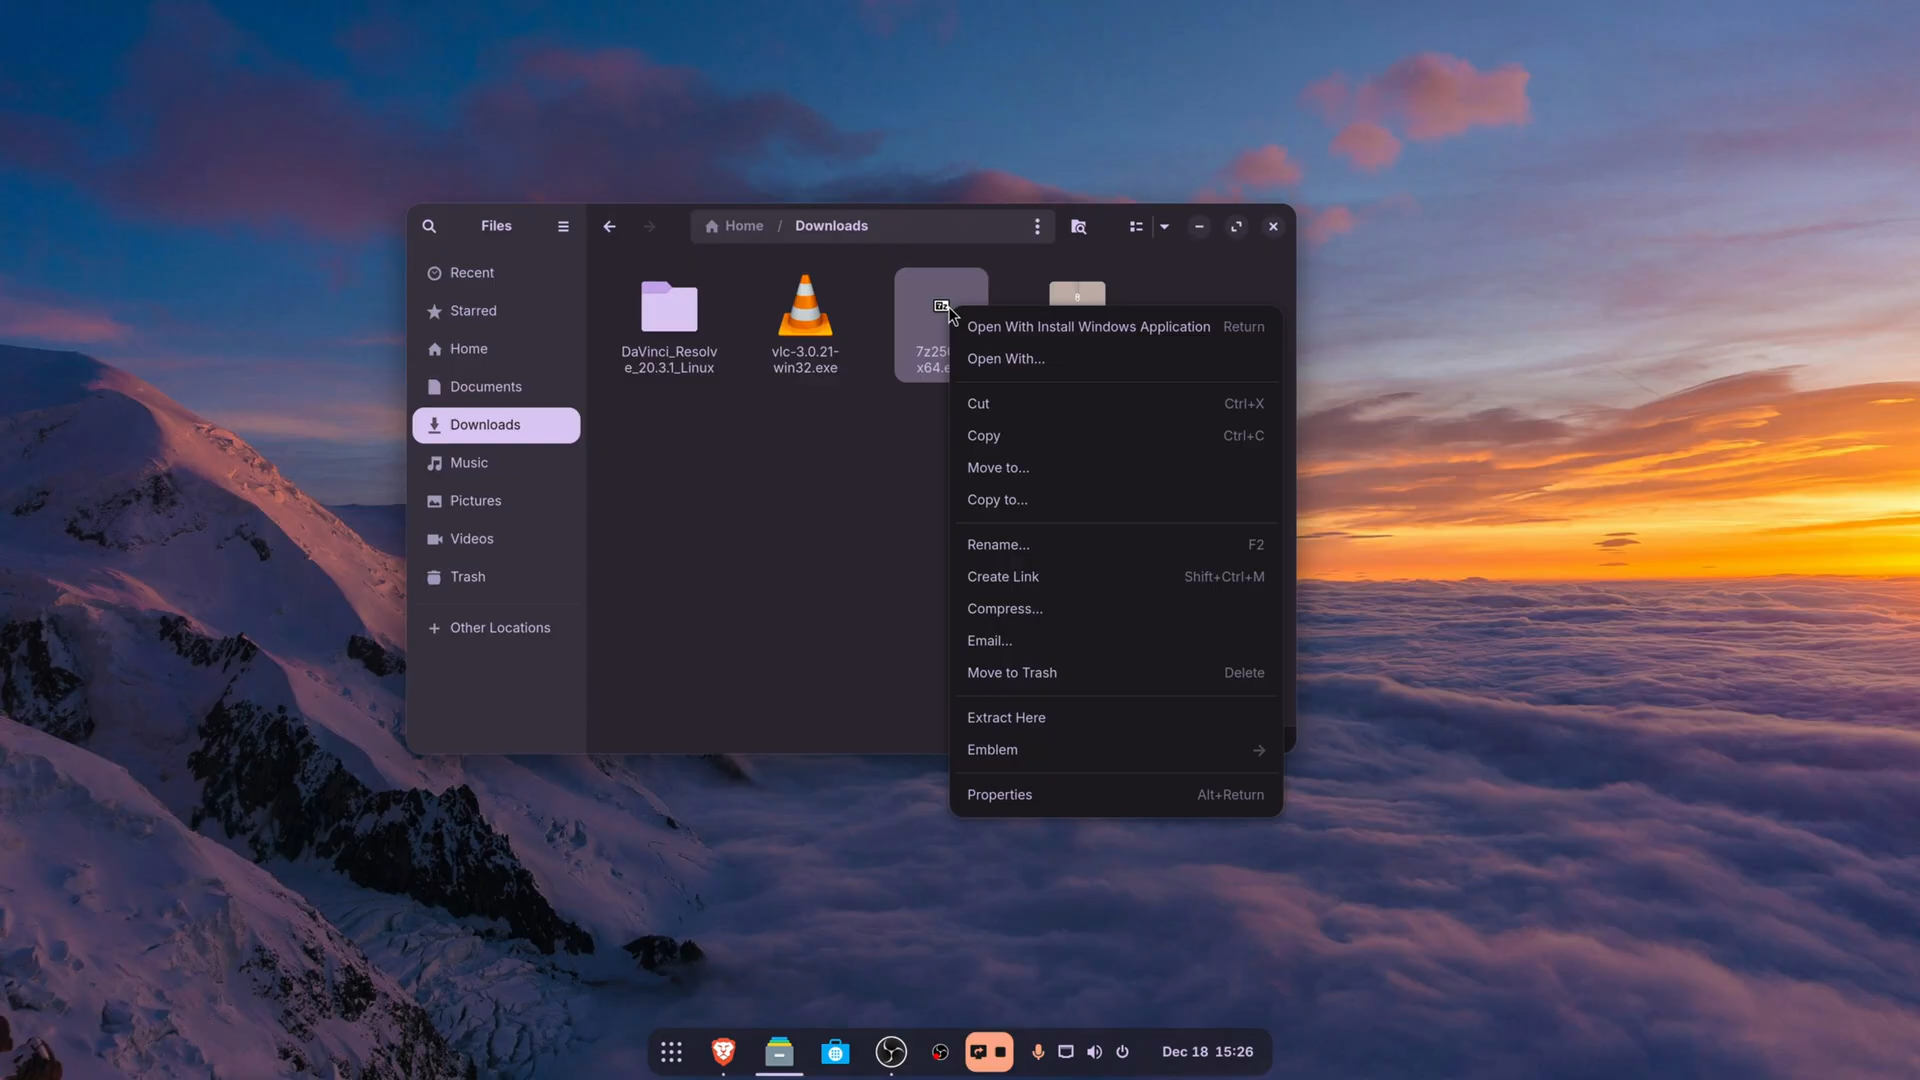 Files
Home / Downloads
Recent
Starred
Home
Documents
Downloads
Music
Pictures
Videos
Trash
Other Locations
DaVinci_Resolv
e_20.3.1_Linux
vlc-3.0.21-
win32.exe
Open With Install Windows Application Return
Open With...
Cut Ctrl+X
Copy Ctrl+C
Move to...
Copy to...
Rename... F2
Create Link Shift+Ctrl+M
Compress...
Email...
Move to Trash Delete
Extract Here
Emblem
Properties Alt+Return
Dec 18 15:26